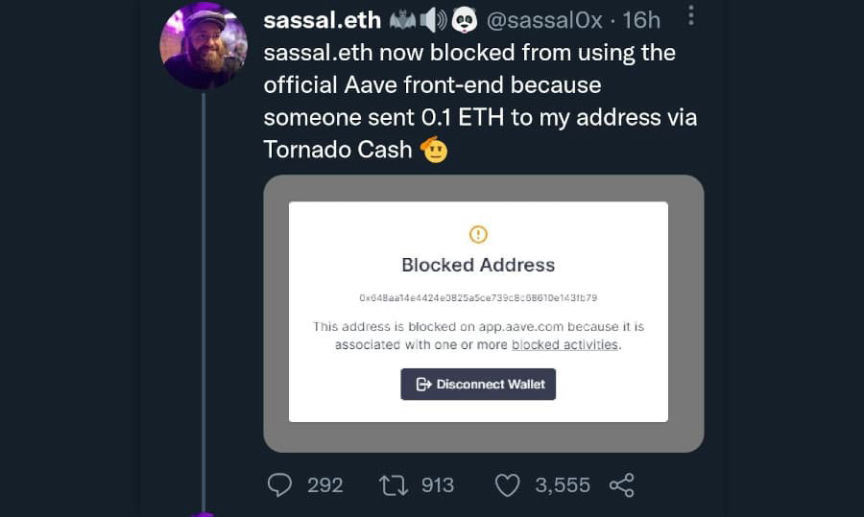 sassal.eth 🦇🔊🐼 @sassal0x · 16h
sassal.eth now blocked from using the
official Aave front-end because
someone sent 0.1 ETH to my address via
Tornado Cash 🫡
Blocked Address
0x648aa14e4424e0825a5ce739c8c68610e143fb79
This address is blocked on app.aave.com because it is
associated with one or more blocked activities.
Disconnect Wallet
292 913 3,555